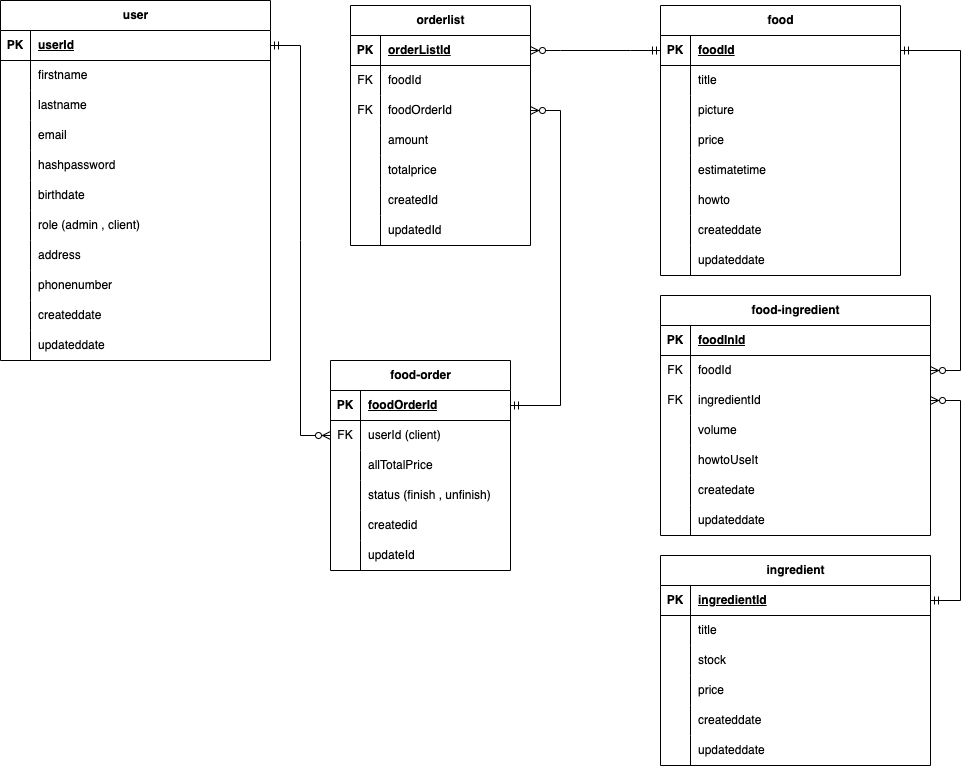 user
PK userId
firstname
lastname
email
hashpassword
birthdate
role (admin , client)
address
phonenumber
createddate
updateddate
orderlist
PK orderListId
FK foodId
FK foodOrderId
amount
totalprice
createdId
updatedId
food
PK foodId
title
picture
price
estimatetime
howto
createddate
updateddate
food-order
PK foodOrderId
FK userId (client)
allTotalPrice
status (finish , unfinish)
createdid
updateId
food-ingredient
PK foodInId
FK foodId
FK ingredientId
volume
howtoUseIt
createdate
updateddate
ingredient
PK ingredientId
title
stock
price
createddate
updateddate